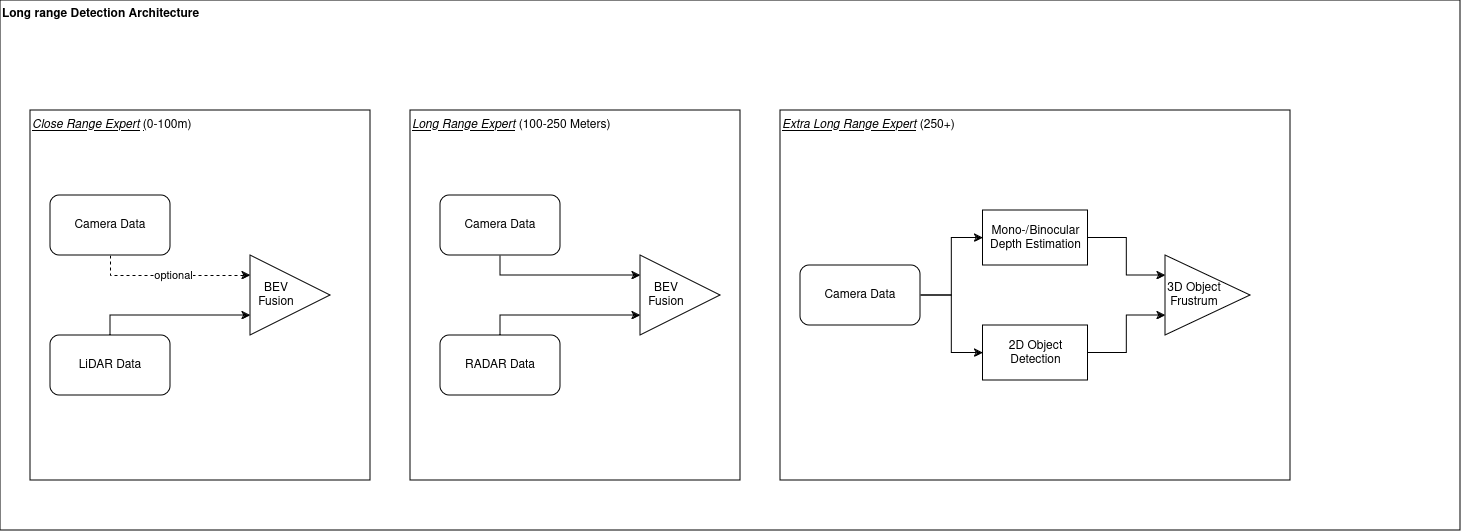 Long range Detection Architecture
Close Range Expert (0-100m)
Camera Data
optional
BEV
Fusion
LiDAR Data
Long Range Expert (100-250 Meters)
Camera Data
BEV
Fusion
RADAR Data
Extra Long Range Expert (250+)
Camera Data
Mono-/Binocular
Depth Estimation
2D Object
Detection
3D Object
Frustrum